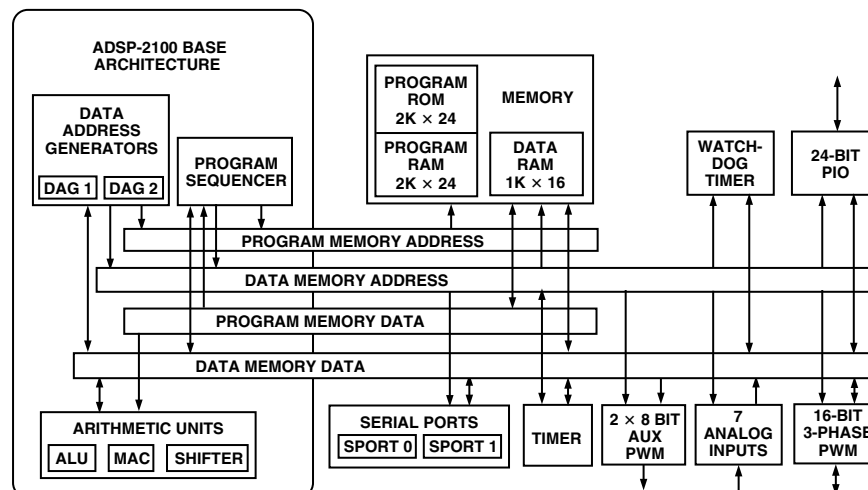 ADSP-2100 BASE
ARCHITECTURE
DATA
ADDRESS
GENERATORS
DAG 1
DAG 2
PROGRAM
SEQUENCER
PROGRAM
ROM
2K × 24
MEMORY
PROGRAM
RAM
2K × 24
DATA
RAM
1K × 16
WATCH-
DOG
TIMER
24-BIT
PIO
PROGRAM MEMORY ADDRESS
DATA MEMORY ADDRESS
PROGRAM MEMORY DATA
DATA MEMORY DATA
ARITHMETIC UNITS
ALU
MAC
SHIFTER
SERIAL PORTS
SPORT 0
SPORT 1
TIMER
2 × 8 BIT
AUX
PWM
7
ANALOG
INPUTS
16-BIT
3-PHASE
PWM